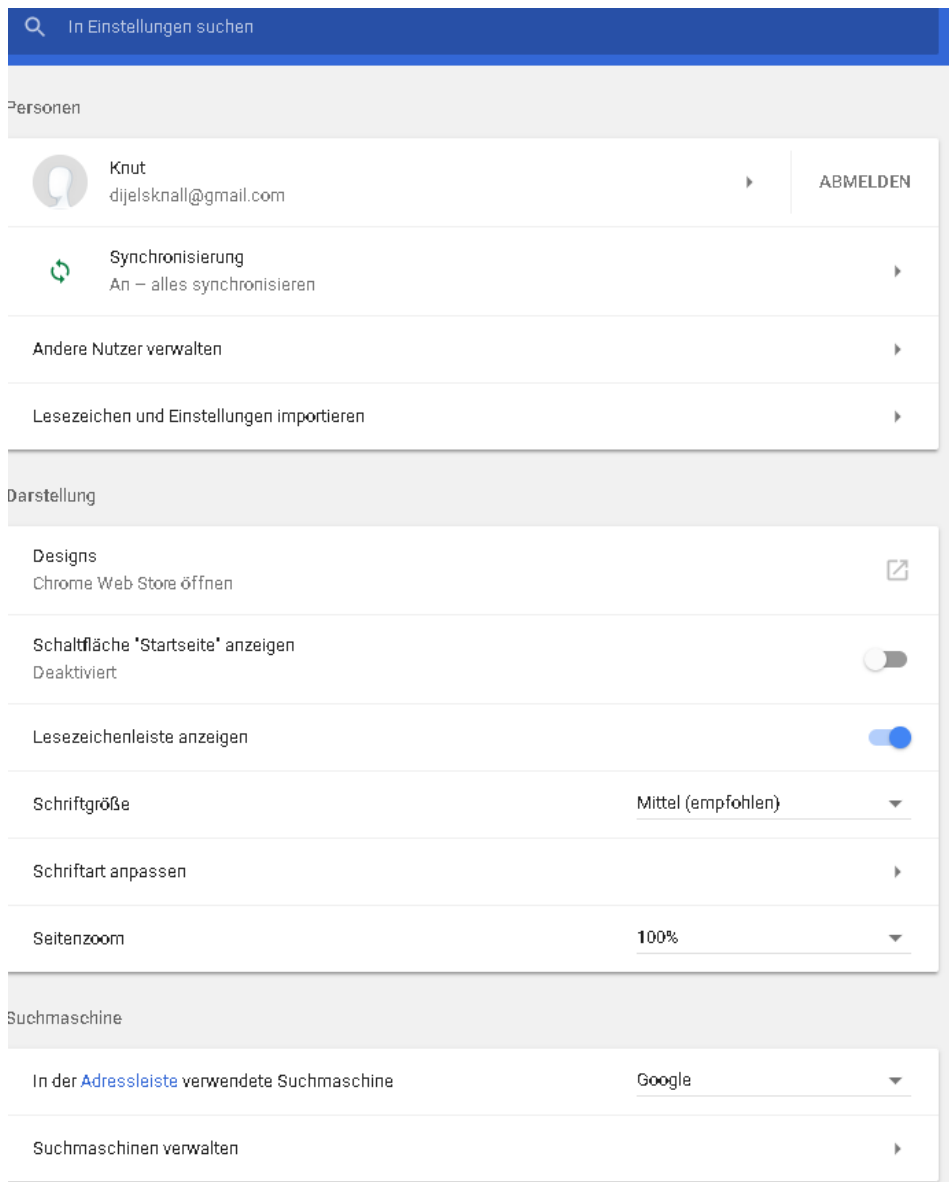 In Einstellungen suchen
Personen
Knut
dijelsknall@gmail.com
ABMELDEN
Synchronisierung
An – alles synchronisieren
Andere Nutzer verwalten
Lesezeichen und Einstellungen importieren
Darstellung
Designs
Chrome Web Store öffnen
Schaltfläche "Startseite" anzeigen
Deaktiviert
Lesezeichenleiste anzeigen
Schriftgröße Mittel (empfohlen)
Schriftart anpassen
Seitenzoom 100%
Suchmaschine
In der Adressleiste verwendete Suchmaschine Google
Suchmaschinen verwalten